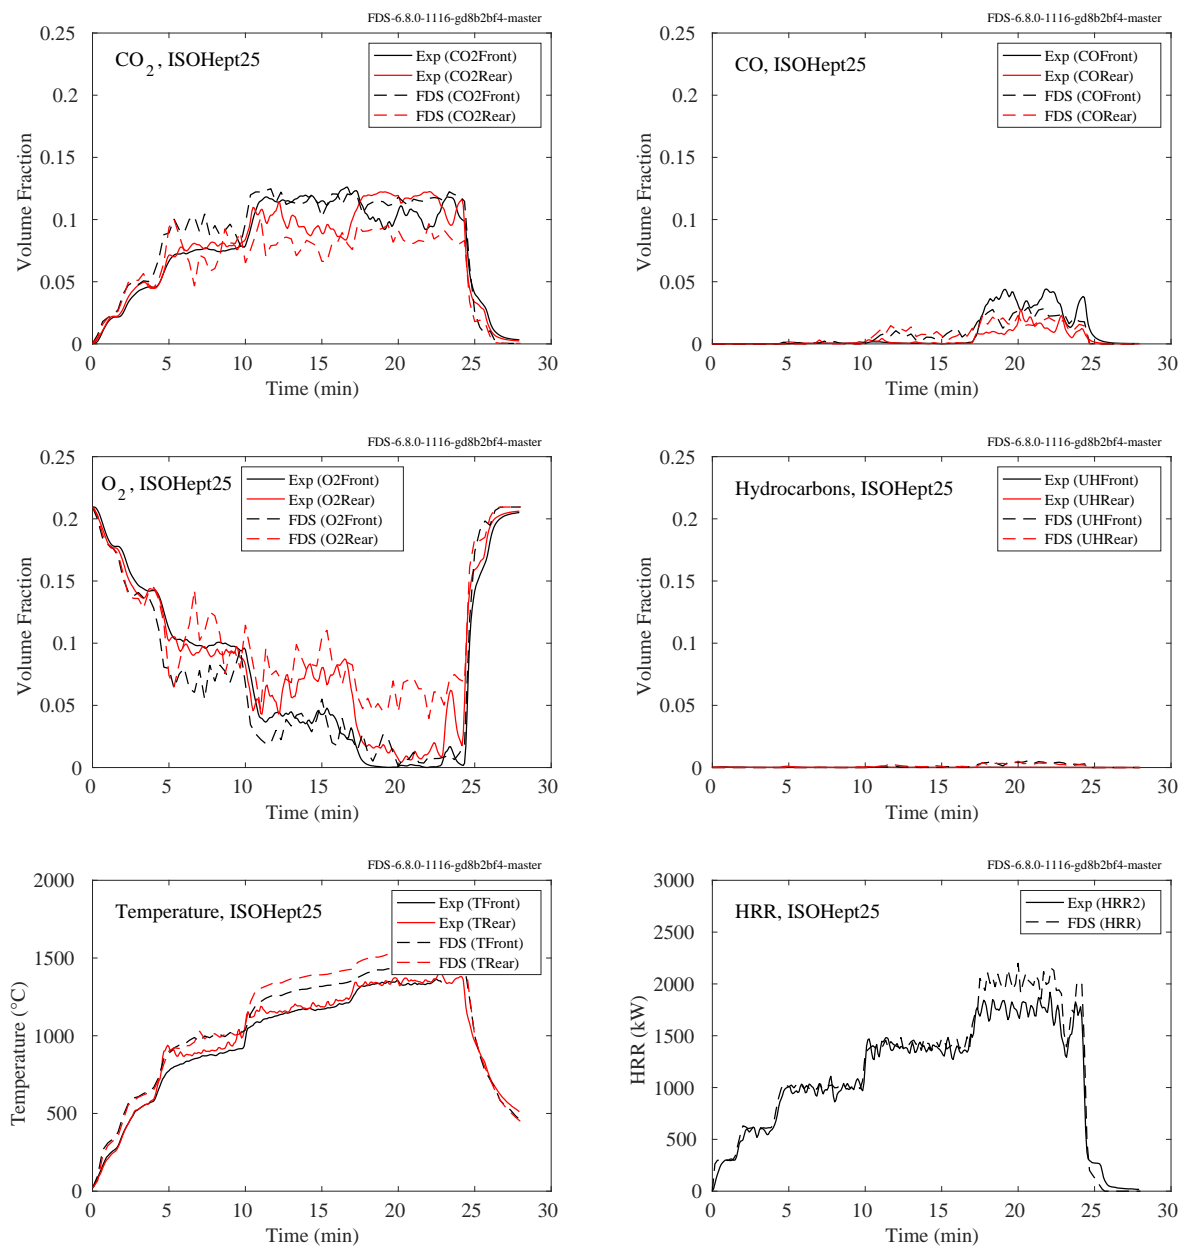 FDS-6.8.0-1116-gd8b2bf4-master
CO2, ISOHept25
Exp (CO2Front)
Exp (CO2Rear)
FDS (CO2Front)
FDS (CO2Rear)
Volume Fraction
0.25
0.2
0.15
0.1
0.05
0
0 5 10 15 20 25 30
Time (min)
FDS-6.8.0-1116-gd8b2bf4-master
CO, ISOHept25
Exp (COFront)
Exp (CORear)
FDS (COFront)
FDS (CORear)
Volume Fraction
0.25
0.2
0.15
0.1
0.05
0
0 5 10 15 20 25 30
Time (min)
FDS-6.8.0-1116-gd8b2bf4-master
O2, ISOHept25
Exp (O2Front)
Exp (O2Rear)
FDS (O2Front)
FDS (O2Rear)
Volume Fraction
0.25
0.2
0.15
0.1
0.05
0
0 5 10 15 20 25 30
Time (min)
FDS-6.8.0-1116-gd8b2bf4-master
Hydrocarbons, ISOHept25
Exp (UHFront)
Exp (UHRear)
FDS (UHFront)
FDS (UHRear)
Volume Fraction
0.25
0.2
0.15
0.1
0.05
0
0 5 10 15 20 25 30
Time (min)
FDS-6.8.0-1116-gd8b2bf4-master
Temperature, ISOHept25
Exp (TFront)
Exp (TRear)
FDS (TFront)
FDS (TRear)
Temperature (°C)
2000
1500
1000
500
0
0 5 10 15 20 25 30
Time (min)
FDS-6.8.0-1116-gd8b2bf4-master
HRR, ISOHept25
Exp (HRR2)
FDS (HRR)
HRR (kW)
3000
2500
2000
1500
1000
500
0
0 5 10 15 20 25 30
Time (min)